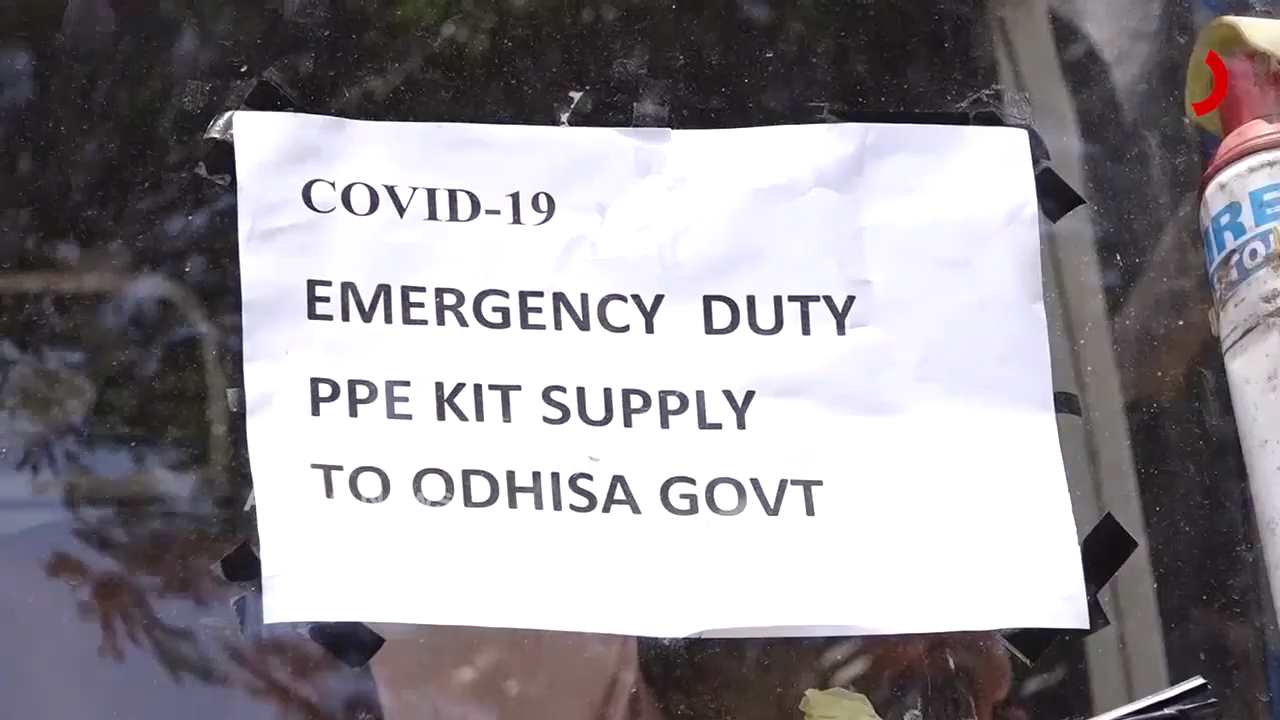 COVID-19
EMERGENCY DUTY
PPE KIT SUPPLY
TO ODHISA GOVT